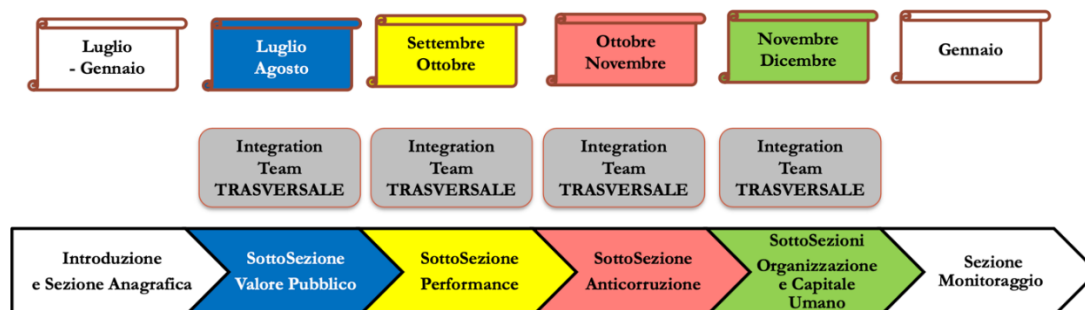 Luglio
- Gennaio
Luglio
Agosto
Settembre
Ottobre
Ottobre
Novembre
Novembre
Dicembre
Gennaio
Integration
Team
TRASVERSALE
Integration
Team
TRASVERSALE
Integration
Team
TRASVERSALE
Integration
Team
TRASVERSALE
Introduzione
e Sezione Anagrafica
SottoSezione
Valore Pubblico
SottoSezione
Performance
SottoSezione
Anticorruzione
SottoSezioni
Organizzazione
e Capitale
Umano
Sezione
Monitoraggio